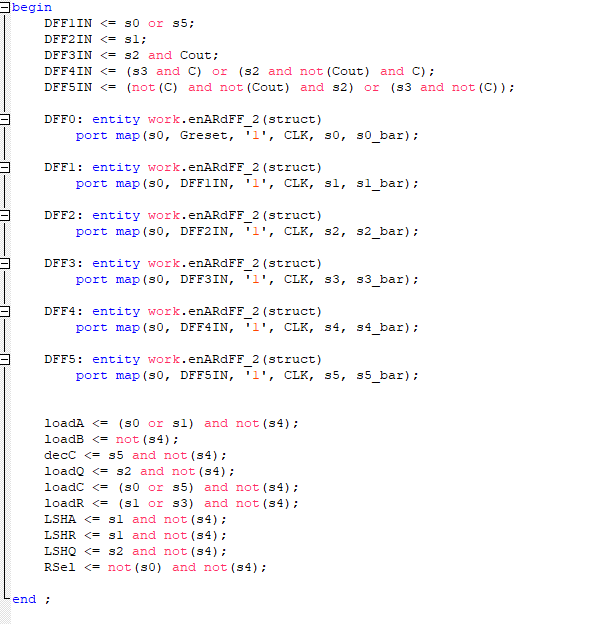 begin
DFF1IN <= s0 or s5;
DFF2IN <= s1;
DFF3IN <= s2 and Cout;
DFF4IN <= (s3 and C) or (s2 and not(Cout) and C);
DFF5IN <= (not(C) and not(Cout) and s2) or (s3 and not(C));
DFF0: entity work.enARdFF_2(struct)
port map(s0, Greset, '1', CLK, s0, s0_bar);
DFF1: entity work.enARdFF_2(struct)
port map(s0, DFF1IN, '1', CLK, s1, s1_bar);
DFF2: entity work.enARdFF_2(struct)
port map(s0, DFF2IN, '1', CLK, s2, s2_bar);
DFF3: entity work.enARdFF_2(struct)
port map(s0, DFF3IN, '1', CLK, s3, s3_bar);
DFF4: entity work.enARdFF_2(struct)
port map(s0, DFF4IN, '1', CLK, s4, s4_bar);
DFF5: entity work.enARdFF_2(struct)
port map(s0, DFF5IN, '1', CLK, s5, s5_bar);
loadA <= (s0 or s1) and not(s4);
loadB <= not(s4);
decC <= s5 and not(s4);
loadQ <= s2 and not(s4);
loadC <= (s0 or s5) and not(s4);
loadR <= (s1 or s3) and not(s4);
LSHA <= s1 and not(s4);
LSHR <= s1 and not(s4);
LSHQ <= s2 and not(s4);
RSel <= not(s0) and not(s4);
end ;